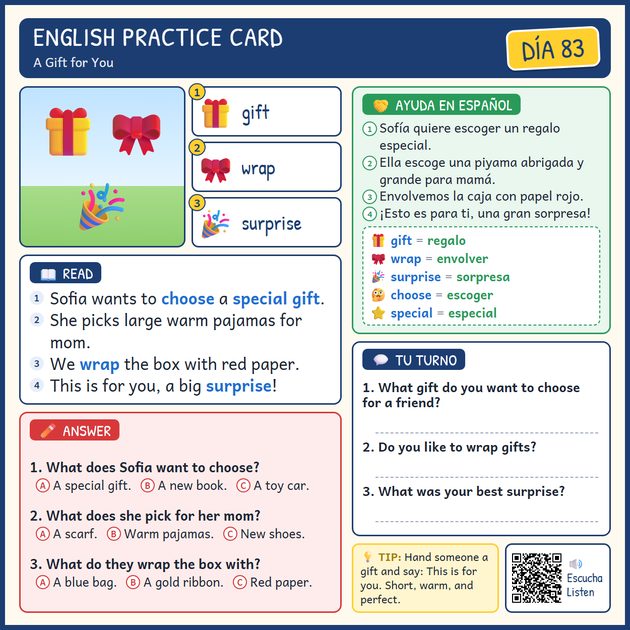 ENGLISH PRACTICE CARD
A Gift for You
DÍA 83
1 gift
2 wrap
3 surprise
READ
1 Sofia wants to choose a special gift.
2 She picks large warm pajamas for
mom.
3 We wrap the box with red paper.
4 This is for you, a big surprise!
ANSWER
1. What does Sofia want to choose?
A A special gift. B A new book. C A toy car.
2. What does she pick for her mom?
A A scarf. B Warm pajamas. C New shoes.
3. What do they wrap the box with?
A A blue bag. B A gold ribbon. C Red paper.
AYUDA EN ESPAÑOL
1 Sofía quiere escoger un regalo
especial.
2 Ella escoge una piyama abrigada y
grande para mamá.
3 Envolvemos la caja con papel rojo.
4 ¡Esto es para ti, una gran sorpresa!
gift = regalo
wrap = envolver
surprise = sorpresa
choose = escoger
special = especial
TU TURNO
1. What gift do you want to choose
for a friend?
2. Do you like to wrap gifts?
3. What was your best surprise?
TIP: Hand someone a
gift and say: This is for
you. Short, warm, and
perfect.
Escucha
Listen